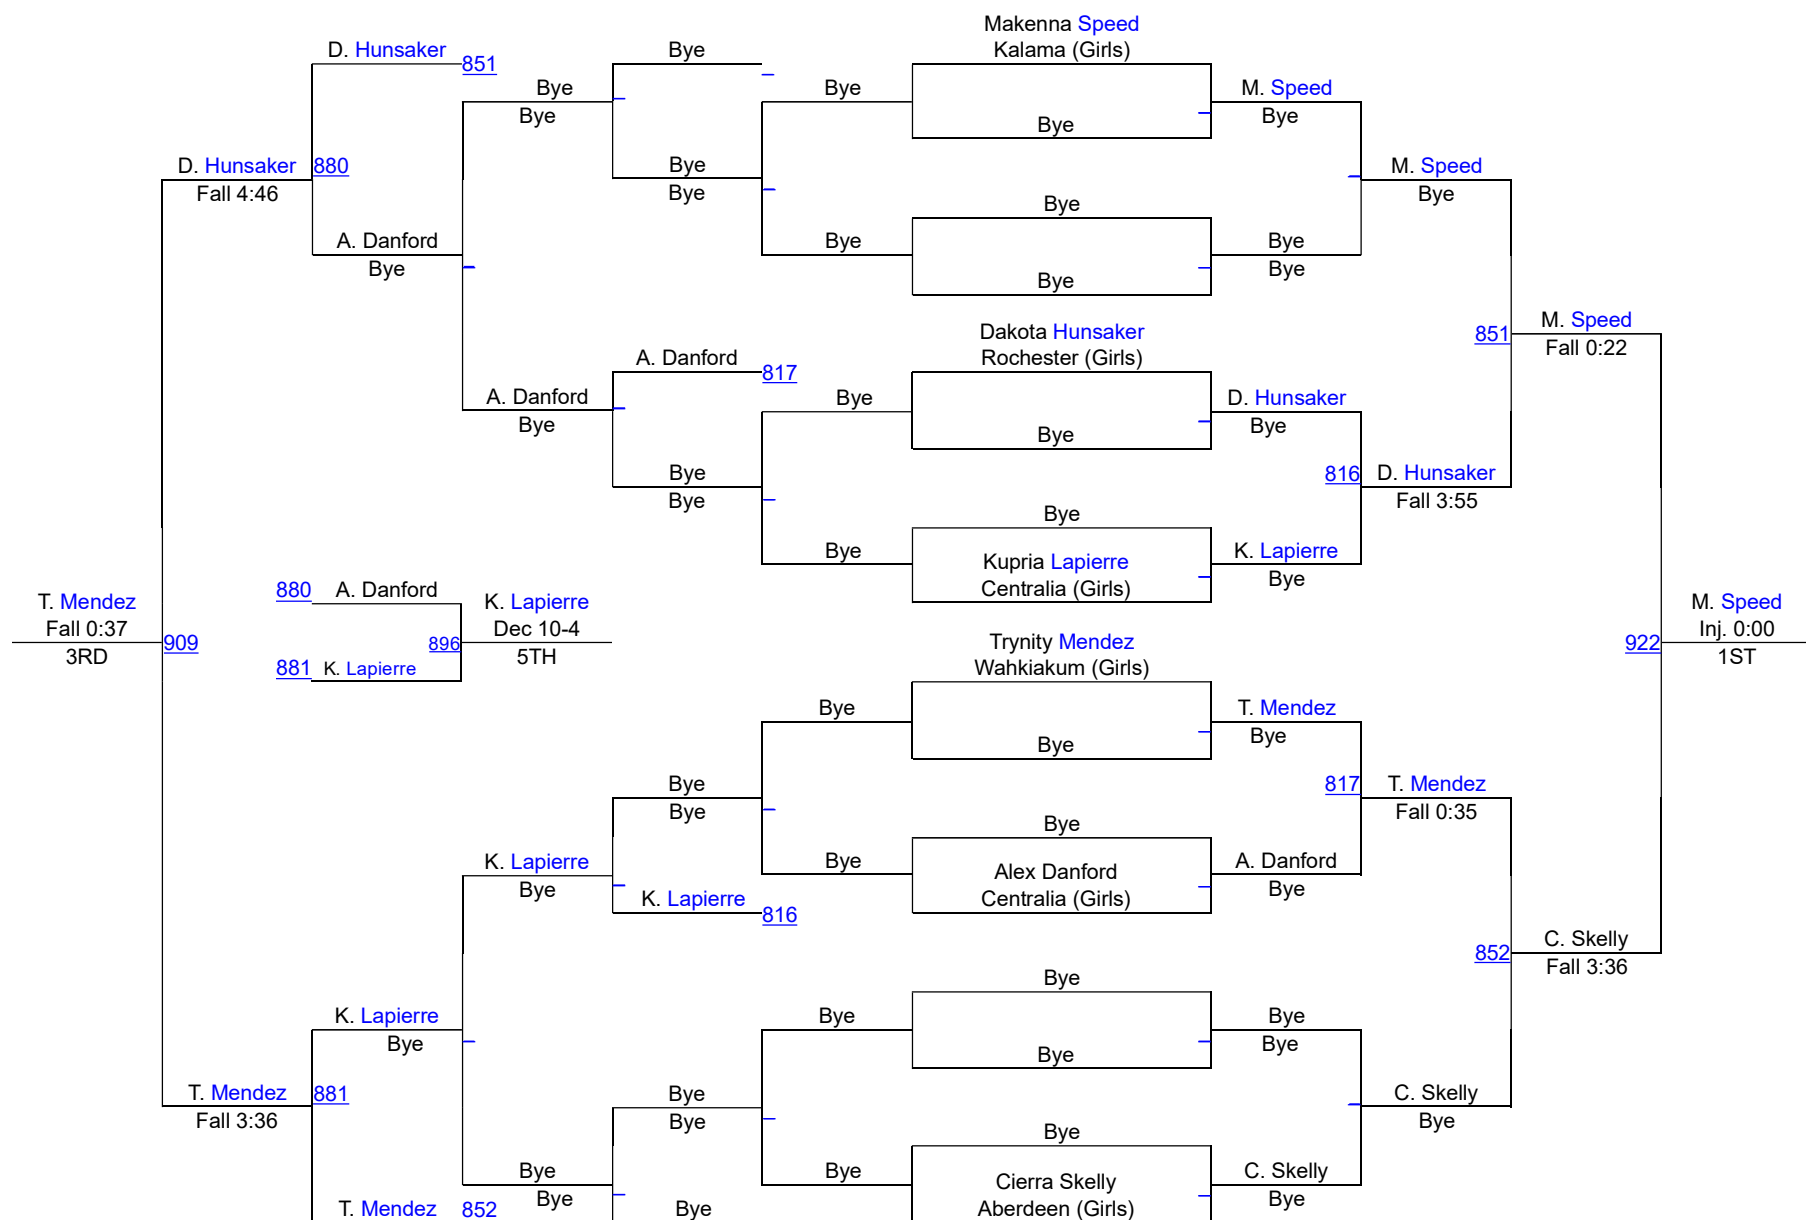 Makenna Speed
D. Hunsaker
Bye
Kalama (Girls)
851
Bye
Bye
M. Speed
Bye
Bye
Bye
D. Hunsaker
880
Bye
M. Speed
Fall 4:46
Bye
Bye
Bye
A. Danford
Bye
Bye
Bye
Bye
Bye
Bye
M. Speed
851
Fall 0:22
Dakota Hunsaker
A. Danford
817
Rochester (Girls)
A. Danford
Bye
D. Hunsaker
Bye
Bye
Bye
Bye
816
D. Hunsaker
Bye
Fall 3:55
Bye
Bye
Kupria Lapierre
K. Lapierre
Centralia (Girls)
Bye
880
A. Danford
T. Mendez
K. Lapierre
M. Speed
Fall 0:37
Dec 10-4
Inj. 0:00
909
896
922
3RD
5TH
1ST
881
K. Lapierre
Trynity Mendez
Wahkiakum (Girls)
Bye
T. Mendez
Bye
Bye
Bye
817
T. Mendez
Bye
Fall 0:35
Bye
K. Lapierre
Bye
Alex Danford
A. Danford
Bye
Centralia (Girls)
Bye
K. Lapierre
816
852
C. Skelly
Fall 3:36
Bye
K. Lapierre
Bye
Bye
Bye
Bye
Bye
T. Mendez
881
Bye
C. Skelly
Fall 3:36
Bye
Bye
Bye
Bye
Bye
Cierra Skelly
C. Skelly
Bye
Aberdeen (Girls)
Bye
T. Mendez
852
Bye